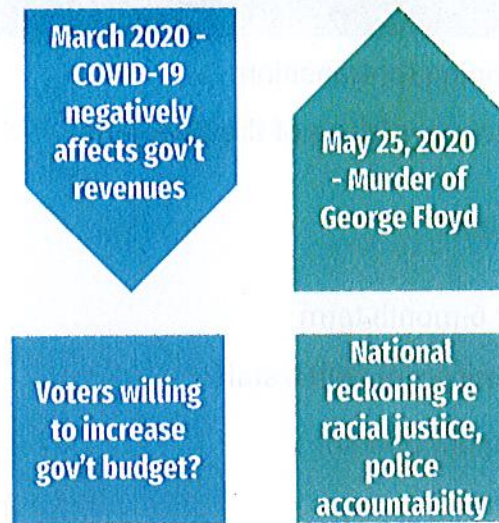 March 2020 -
COVID-19
negatively
affects gov't
revenues
May 25, 2020
- Murder of
George Floyd
Voters willing
to increase
gov't budget?
National
reckoning re
racial justice,
police
accountability